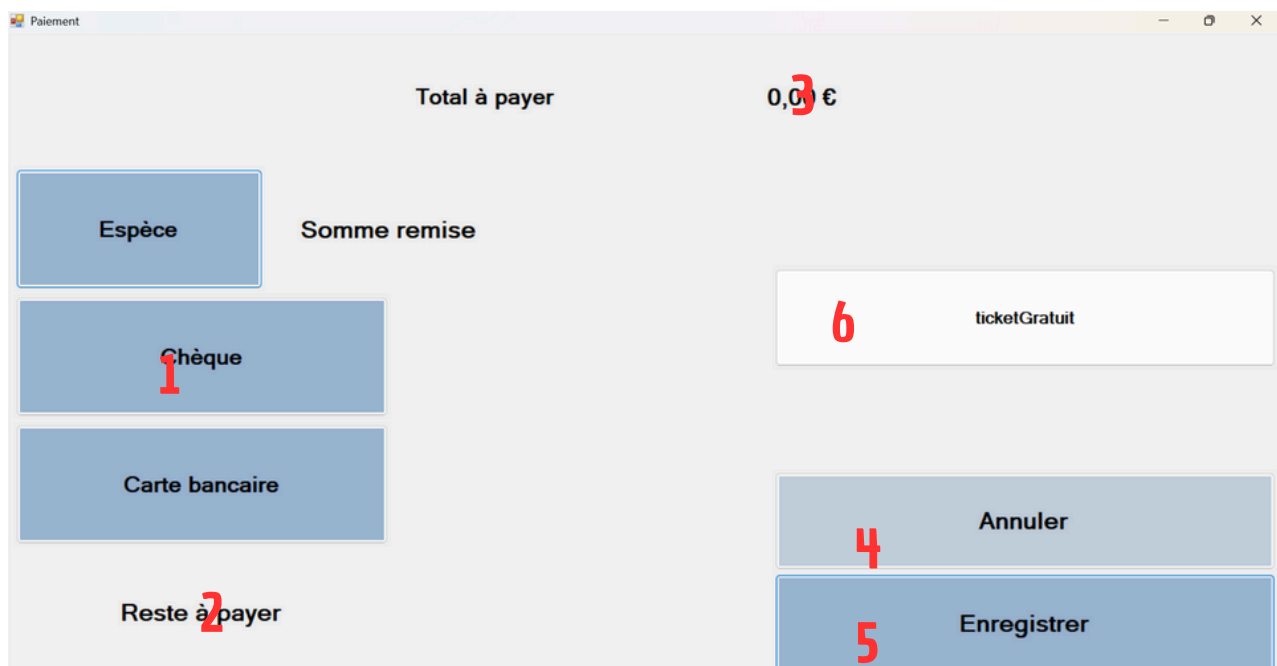 Paiement
Total à payer 0,00 €
3
Espèce Somme remise
6 ticketGratuit
Chèque
1
Carte bancaire
Annuler
4
Reste à payer
2
Enregistrer
5